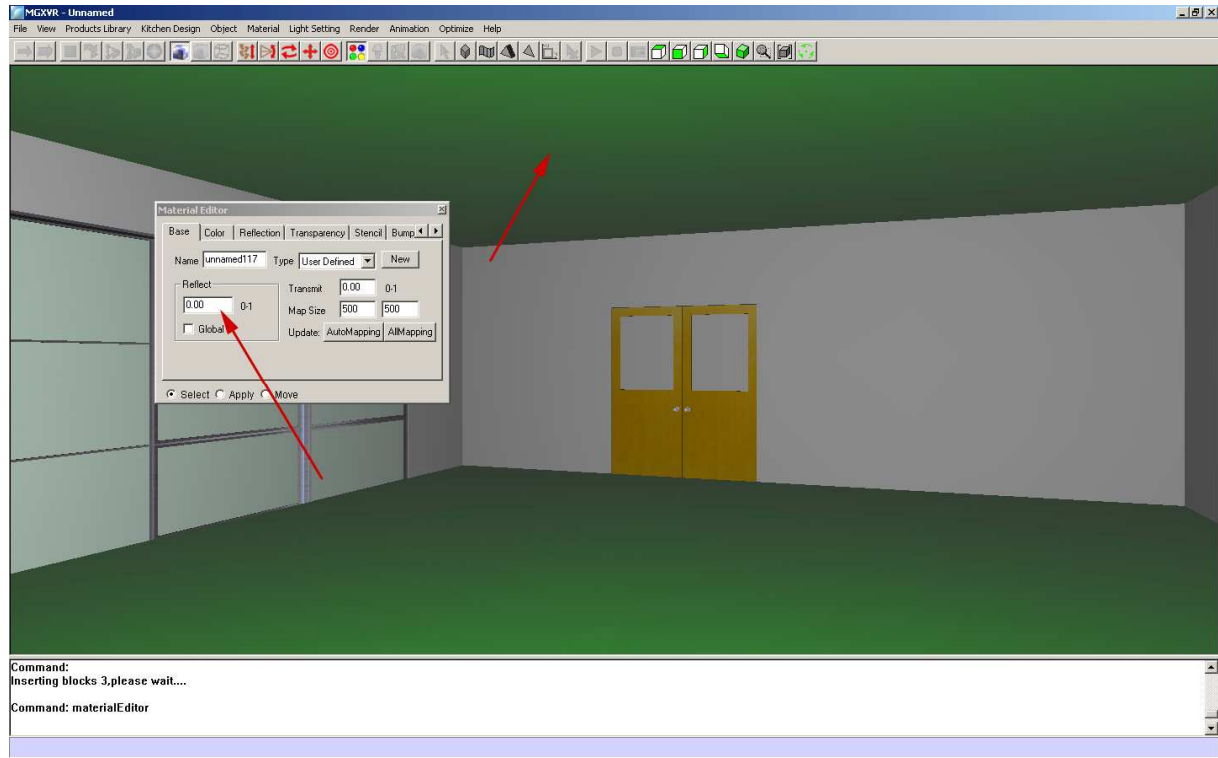 MGXVR - Unnamed
File View Products Library Kitchen Design Object Material Light Setting Render Animation Optimize Help
Material Editor
Base Color Reflection Transparency Stencil Bump
Name unnamed117 Type User Defined New
Reflect
Transmit 0.00 0-1
0.00 0-1
Map Size 500 500
Global
Update: AutoMapping AllMapping
Select Apply Move
Command:
Inserting blocks 3,please wait....
Command: materialEditor